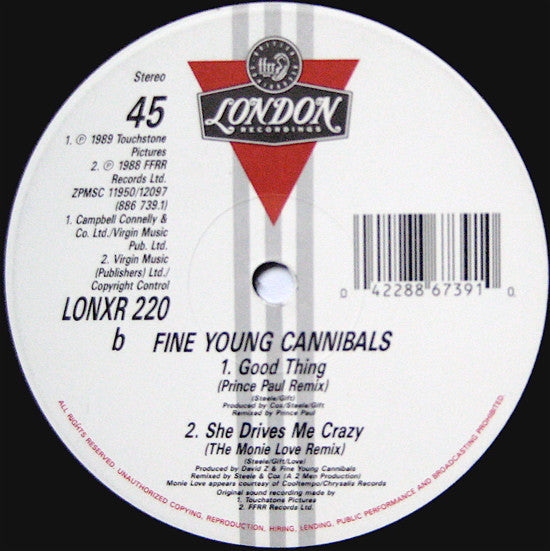 BRITISH RECORDINGS
ffrr
LONDON
RECORDINGS
Stereo
45
1. ℗ 1989 Touchstone
Pictures
2. ℗ 1988 FFRR
Records Ltd.
ZPMSC 11950/12097
(886 739.1)
1. Campbell Connelly &
Co. Ltd./Virgin Music
Pub. Ltd.
2. Virgin Music
(Publishers) Ltd./
Copyright Control
LONXR 220
0 42288 67391 0
b FINE YOUNG CANNIBALS
1. Good Thing
(Prince Paul Remix)
(Steele/Gift)
Produced by Cox/Steele/Gift
Remixed by Prince Paul
2. She Drives Me Crazy
(THe Monie Love Remix)
(Steele/Gift/Love)
Produced by David Z & Fine Young Cannibals
Remixed by Steele & Cox (A 2 Men Production)
Monie Love appears courtesy of Cooltempo/Chrysalis Records
Original sound recording made by
1. Touchstone Pictures
2. FFRR Records Ltd.
ALL RIGHTS RESERVED. UNAUTHORIZED COPYING, REPRODUCTION, HIRING, LENDING, PUBLIC PERFORMANCE AND BROADCASTING PROHIBITED.